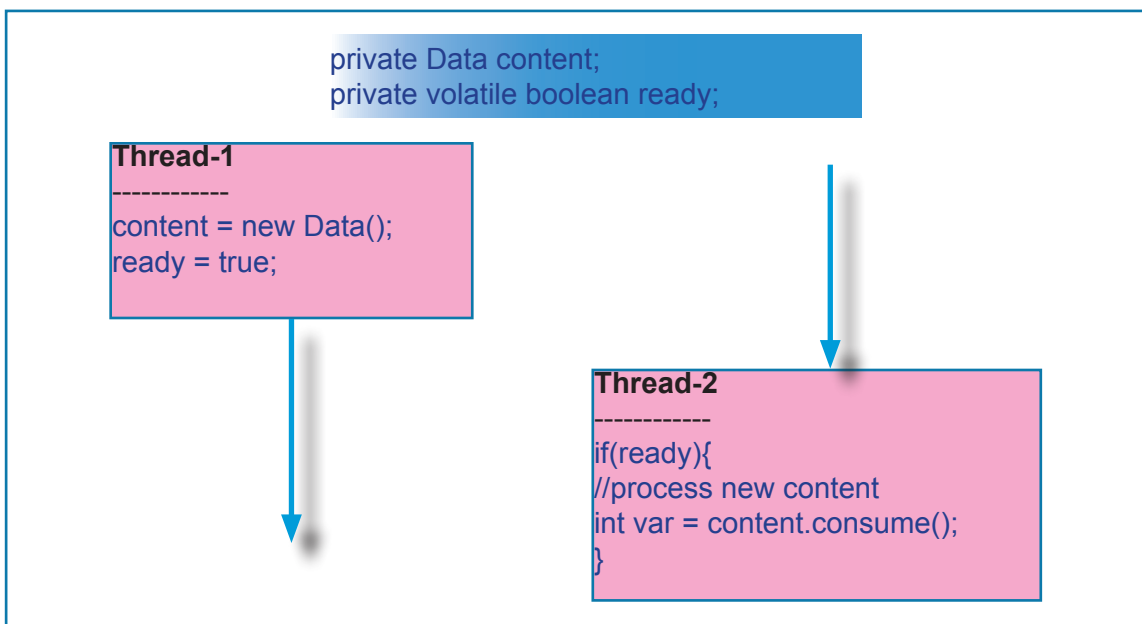 private Data content;
private volatile boolean ready;
Thread-1
------------
content = new Data();
ready = true;
Thread-2
------------
if(ready){
//process new content
int var = content.consume();
}